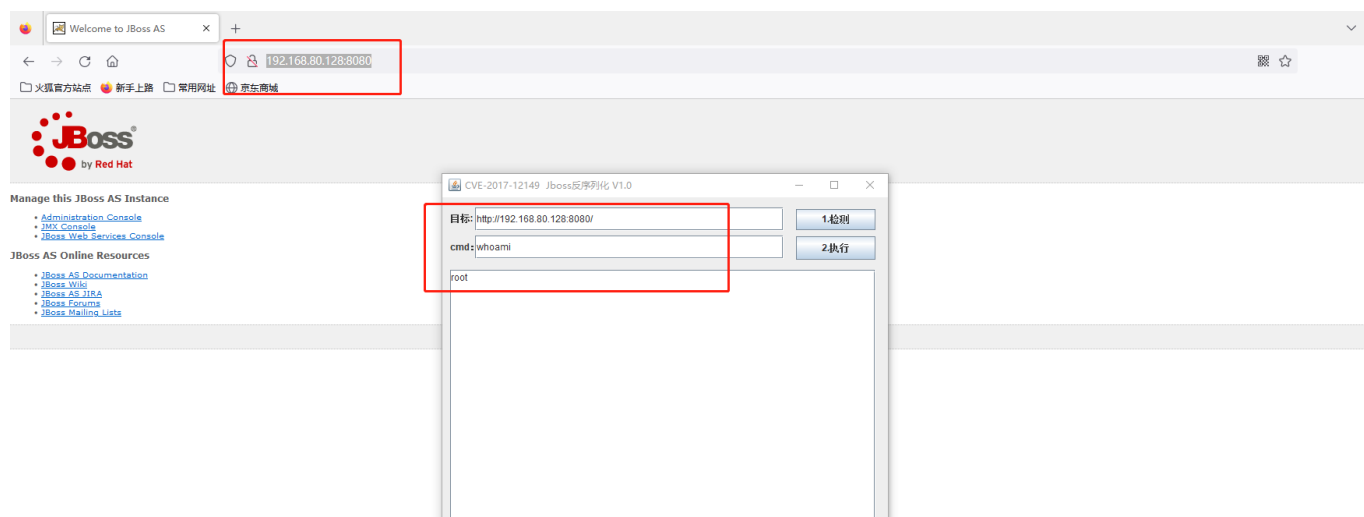 Welcome to JBoss AS
192.168.80.128:8080
火狐官方站点 新手上路 常用网址 京东商城
JBoss®
by Red Hat
Manage this JBoss AS Instance
Administration Console
JMX Console
JBoss Web Services Console
JBoss AS Online Resources
JBoss AS Documentation
JBoss Wiki
JBoss AS JIRA
JBoss Forums
JBoss Mailing Lists
CVE-2017-12149 Jboss反序列化 V1.0
目标: http://192.168.80.128:8080/ 1.检测
cmd: whoami 2.执行
root